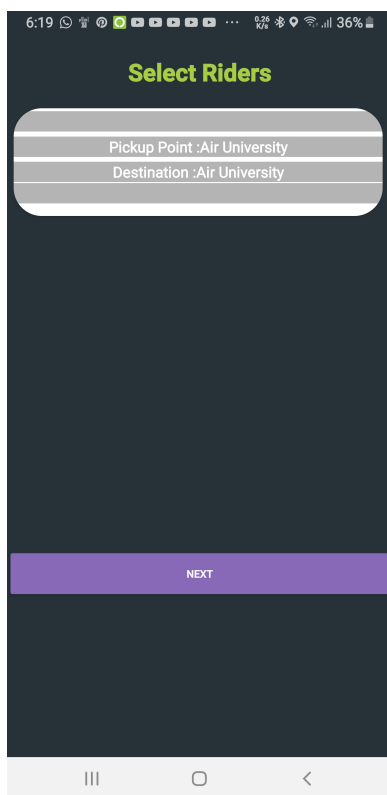 6:19 ... 0.26 K/s 36%
Select Riders
Pickup Point :Air University
Destination :Air University
NEXT